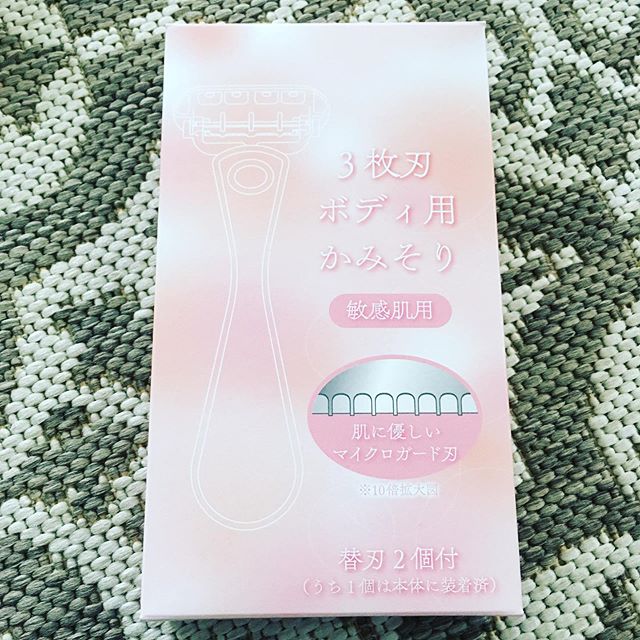 3枚刃
ボディ用
かみそり
敏感肌用
肌に優しい
マイクロガード刃
※10倍拡大図
替刃2個付
（うち1個は本体に装着済）